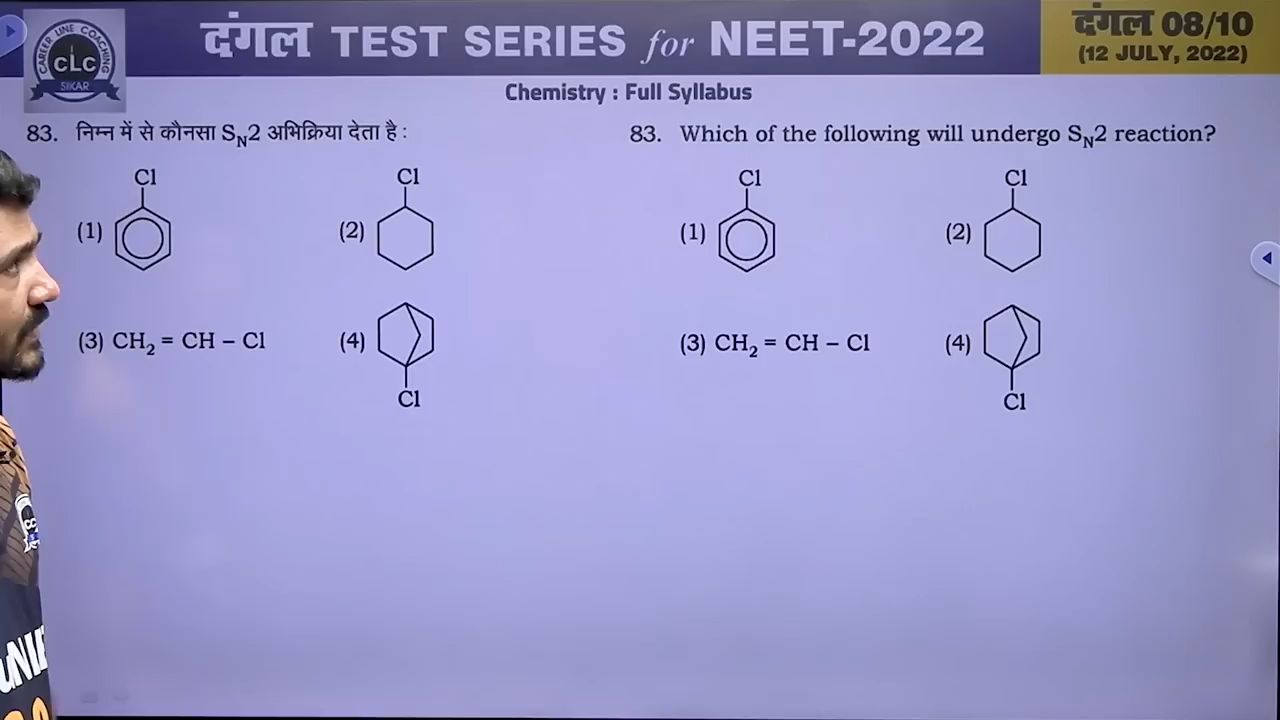 CAREER LINE COACHING
CLC
SIKAR
दंगल TEST SERIES for NEET-2022
दंगल 08/10
(12 JULY, 2022)
Chemistry : Full Syllabus
83. निम्न में से कौनसा SN2 अभिक्रिया देता है :
Cl
(1)
Cl
(2)
(3) CH2 = CH – Cl
(4)
Cl
83. Which of the following will undergo SN2 reaction?
Cl
(1)
Cl
(2)
(3) CH2 = CH – Cl
(4)
Cl